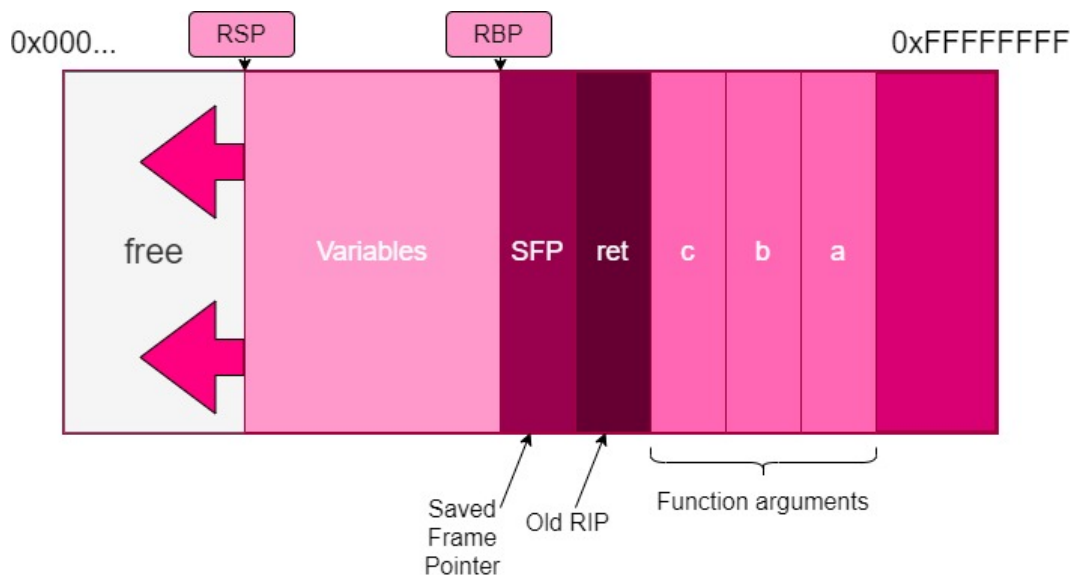 RSP
RBP
0x000...
0xFFFFFFFF
free
Variables
SFP
ret
c
b
a
Saved
Frame
Pointer
Old RIP
Function arguments